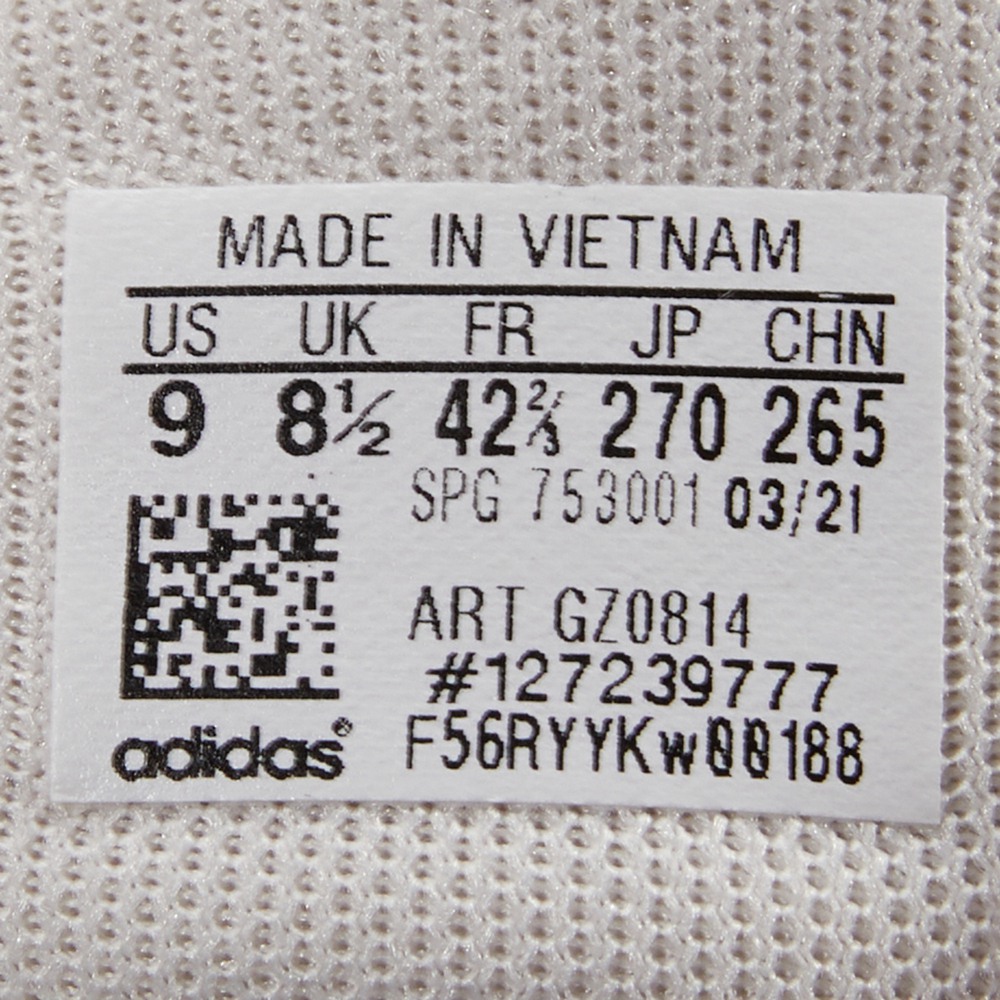 MADE IN VIETNAM
US UK FR JP CHN
9 8½ 42⅔ 270 265
SPG 753001 03/21
ART GZ0814
#127239777
F56RYYKw00188
adidas®